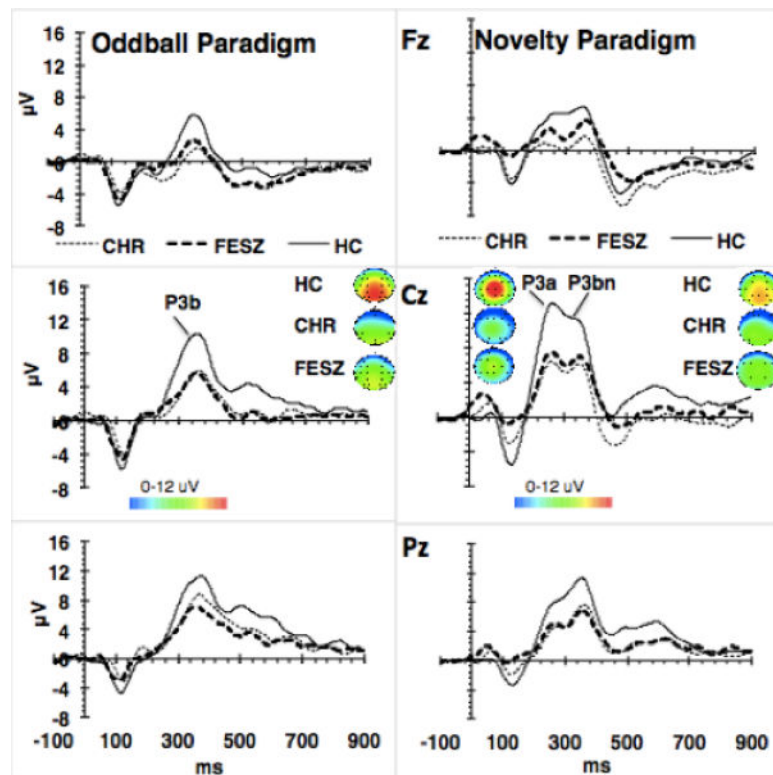 Oddball Paradigm
16
12
8
4
0
-4
-8
µV
CHR FESZ HC
Fz Novelty Paradigm
CHR FESZ HC
16
12
8
4
0
-4
-8
µV
P3b
HC
CHR
FESZ
0-12 uV
Cz
P3a P3bn
HC
CHR
FESZ
0-12 uV
16
12
8
4
0
-4
-8
µV
-100 100 300 500 700 900
ms
Pz
-100 100 300 500 700 900
ms